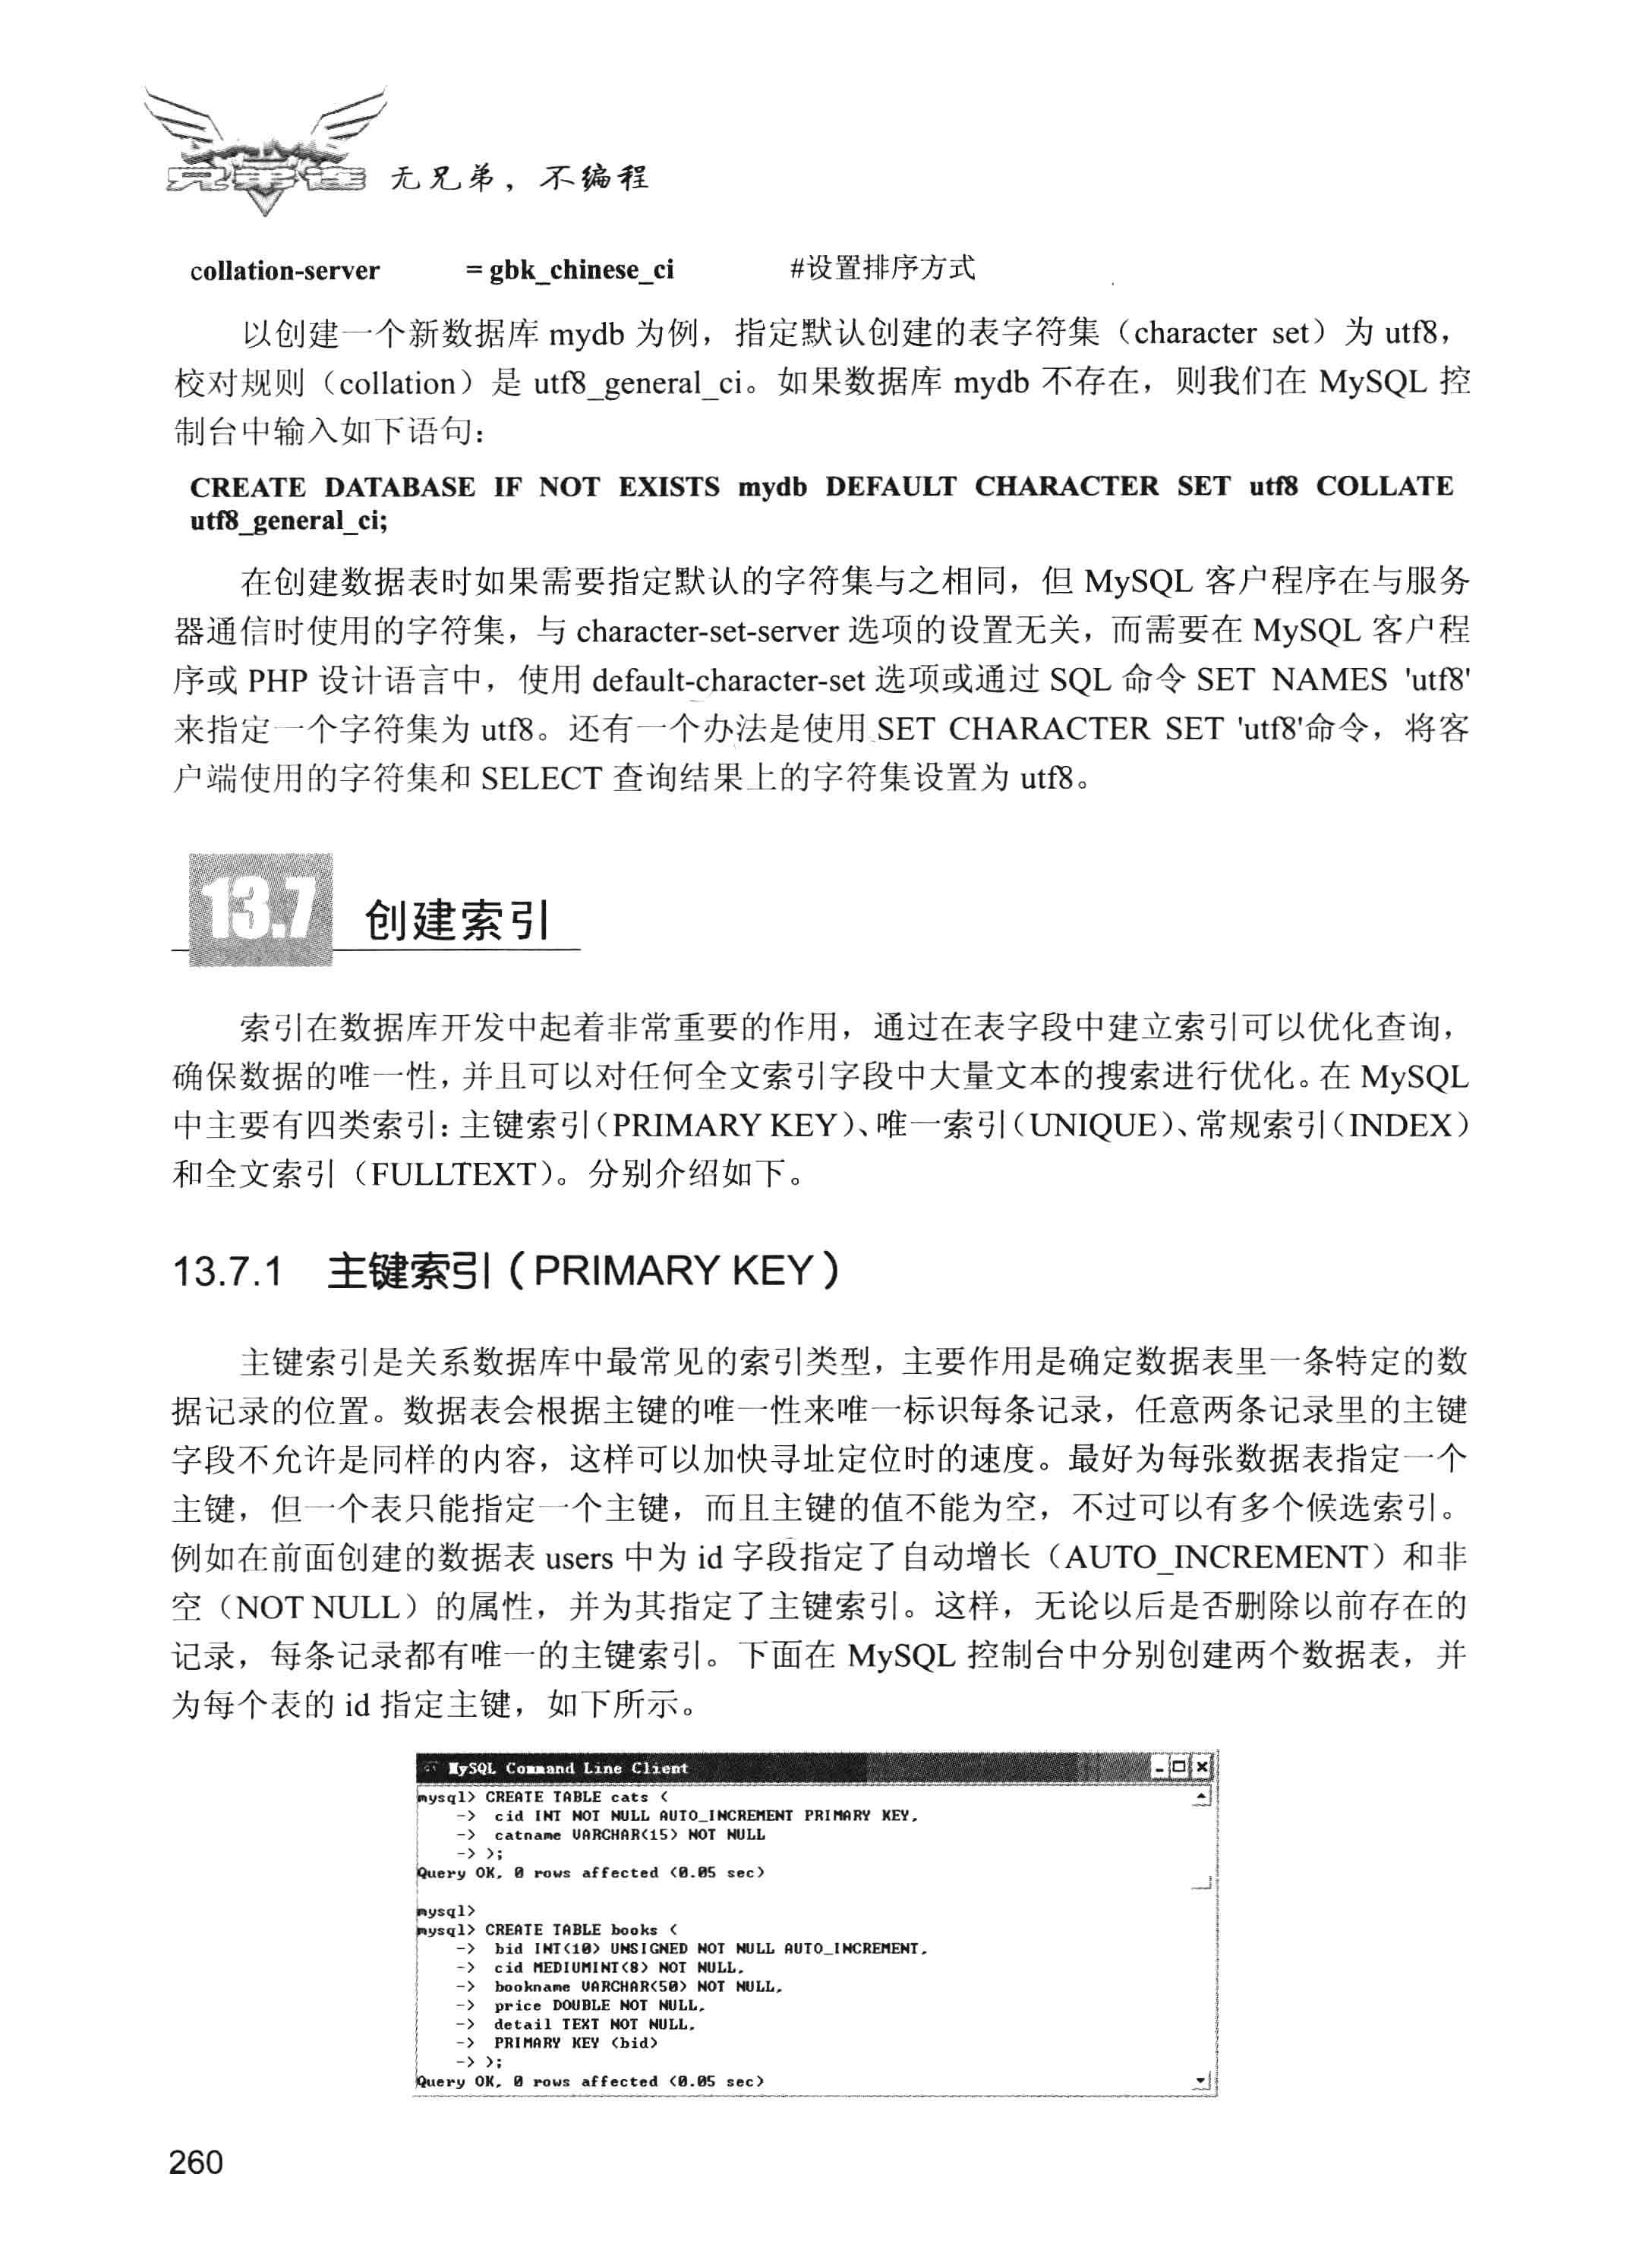 兄弟连 无兄弟，不编程
collation-server = gbk_chinese_ci #设置排序方式
以创建一个新数据库 mydb 为例，指定默认创建的表字符集（character set）为 utf8，
校对规则（collation）是 utf8_general_ci。如果数据库 mydb 不存在，则我们在 MySQL 控
制台中输入如下语句：
CREATE DATABASE IF NOT EXISTS mydb DEFAULT CHARACTER SET utf8 COLLATE
utf8_general_ci;
在创建数据表时如果需要指定默认的字符集与之相同，但 MySQL 客户程序在与服务
器通信时使用的字符集，与 character-set-server 选项的设置无关，而需要在 MySQL 客户程
序或 PHP 设计语言中，使用 default-character-set 选项或通过 SQL 命令 SET NAMES 'utf8'
来指定一个字符集为 utf8。还有一个办法是使用 SET CHARACTER SET 'utf8'命令，将客
户端使用的字符集和 SELECT 查询结果上的字符集设置为 utf8。
13.7 创建索引
索引在数据库开发中起着非常重要的作用，通过在表字段中建立索引可以优化查询，
确保数据的唯一性，并且可以对任何全文索引字段中大量文本的搜索进行优化。在 MySQL
中主要有四类索引：主键索引（PRIMARY KEY）、唯一索引（UNIQUE）、常规索引（INDEX）
和全文索引（FULLTEXT）。分别介绍如下。
13.7.1 主键索引（PRIMARY KEY）
主键索引是关系数据库中最常见的索引类型，主要作用是确定数据表里一条特定的数
据记录的位置。数据表会根据主键的唯一性来唯一标识每条记录，任意两条记录里的主键
字段不允许是同样的内容，这样可以加快寻址定位时的速度。最好为每张数据表指定一个
主键，但一个表只能指定一个主键，而且主键的值不能为空，不过可以有多个候选索引。
例如在前面创建的数据表 users 中为 id 字段指定了自动增长（AUTO_INCREMENT）和非
空（NOT NULL）的属性，并为其指定了主键索引。这样，无论以后是否删除以前存在的
记录，每条记录都有唯一的主键索引。下面在 MySQL 控制台中分别创建两个数据表，并
为每个表的 id 指定主键，如下所示。
MySQL Command Line Client
mysql> CREATE TABLE cats (
-> cid INT NOT NULL AUTO_INCREMENT PRIMARY KEY,
-> catname VARCHAR(15) NOT NULL
-> );
Query OK, 0 rows affected (0.05 sec)
mysql>
mysql> CREATE TABLE books (
-> bid INT(10) UNSIGNED NOT NULL AUTO_INCREMENT,
-> cid MEDIUMINT(8) NOT NULL,
-> bookname VARCHAR(50) NOT NULL,
-> price DOUBLE NOT NULL,
-> detail TEXT NOT NULL,
-> PRIMARY KEY (bid)
-> );
Query OK, 0 rows affected (0.05 sec)
260